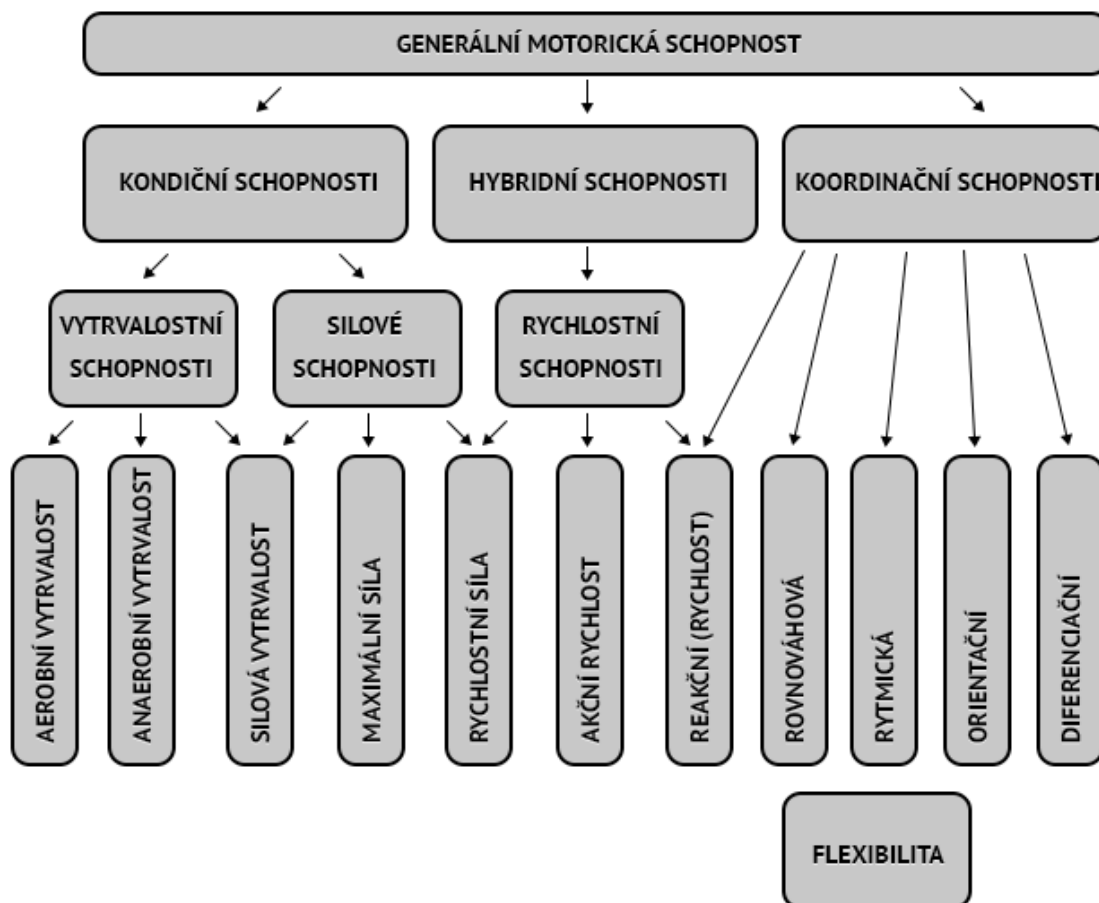 GENERÁLNÍ MOTORICKÁ SCHOPNOST
KONDIČNÍ SCHOPNOSTI
HYBRIDNÍ SCHOPNOSTI
KOORDINAČNÍ SCHOPNOSTI
VYTRVALOSTNÍ
SCHOPNOSTI
SILOVÉ
SCHOPNOSTI
RYCHLOSTNÍ
SCHOPNOSTI
AEROBNÍ VYTRVALOST
ANAEROBNÍ VYTRVALOST
SILOVÁ VYTRVALOST
MAXIMÁLNÍ SÍLA
RYCHLOSTNÍ SÍLA
AKČNÍ RYCHLOST
REAKČNÍ (RYCHLOST)
ROVNOVÁHOVÁ
RYTMICKÁ
ORIENTAČNÍ
DIFERENCIAČNÍ
FLEXIBILITA